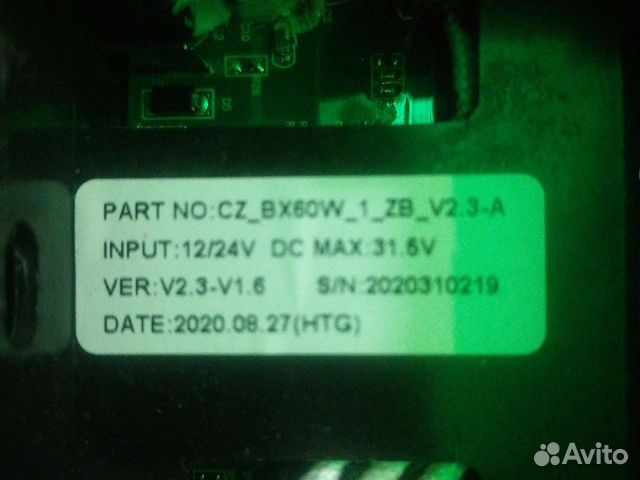 PART NO:CZ_BX60W_1_ZB_V2.3-A
INPUT:12/24V DC MAX:31.5V
VER:V2.3-V1.6 S/N:2020310219
DATE:2020.08.27(HTG)
Avito